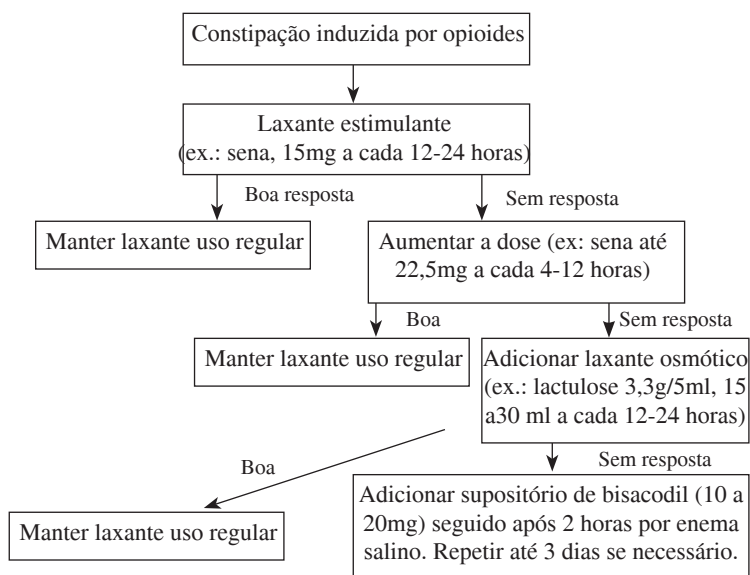 Constipação induzida por opioides
Laxante estimulante
(ex.: sena, 15mg a cada 12-24 horas)
Boa resposta
Sem resposta
Manter laxante uso regular
Aumentar a dose (ex: sena até
22,5mg a cada 4-12 horas)
Boa
Sem resposta
Manter laxante uso regular
Adicionar laxante osmótico
(ex.: lactulose 3,3g/5ml, 15
a30 ml a cada 12-24 horas)
Boa
Sem resposta
Manter laxante uso regular
Adicionar supositório de bisacodil (10 a
20mg) seguido após 2 horas por enema
salino. Repetir até 3 dias se necessário.